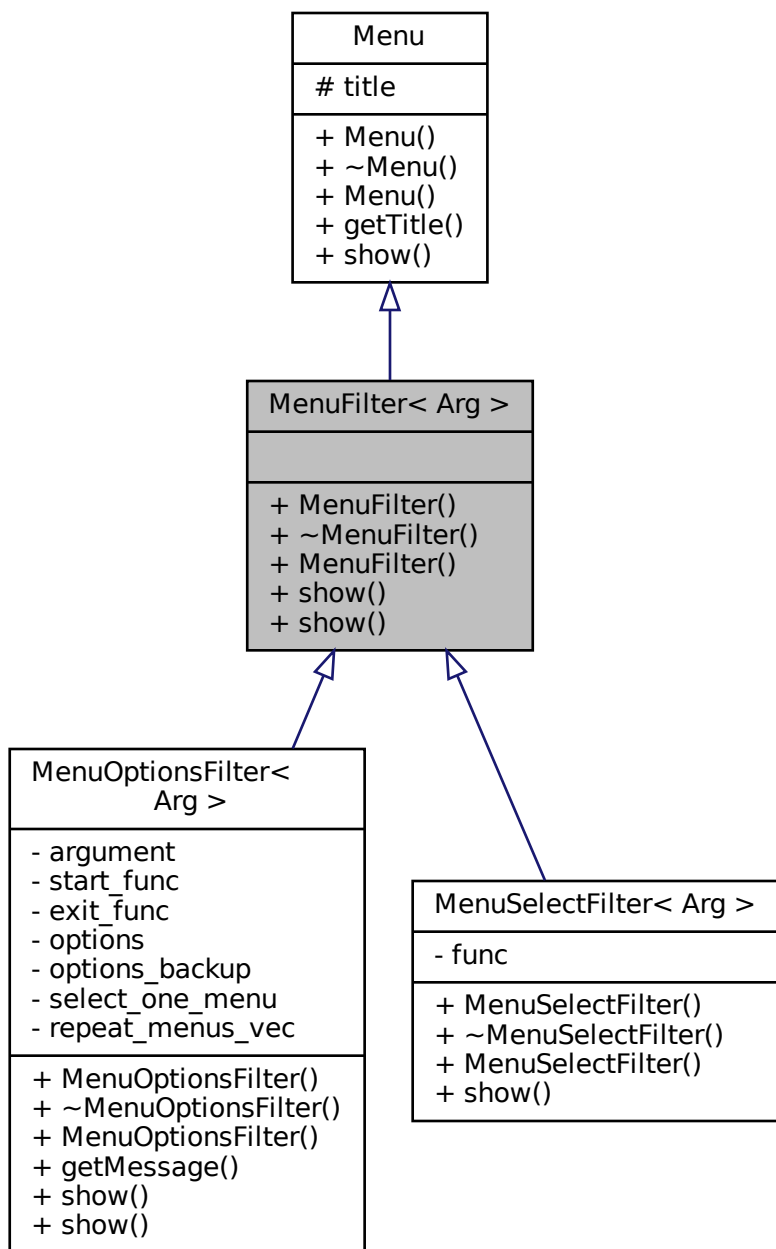 Menu
# title
+ Menu()
+ ~Menu()
+ Menu()
+ getTitle()
+ show()
MenuFilter< Arg >
+ MenuFilter()
+ ~MenuFilter()
+ MenuFilter()
+ show()
+ show()
MenuOptionsFilter<
Arg >
- argument
- start_func
- exit_func
- options
- options_backup
- select_one_menu
- repeat_menus_vec
+ MenuOptionsFilter()
+ ~MenuOptionsFilter()
+ MenuOptionsFilter()
+ getMessage()
+ show()
+ show()
MenuSelectFilter< Arg >
- func
+ MenuSelectFilter()
+ ~MenuSelectFilter()
+ MenuSelectFilter()
+ show()